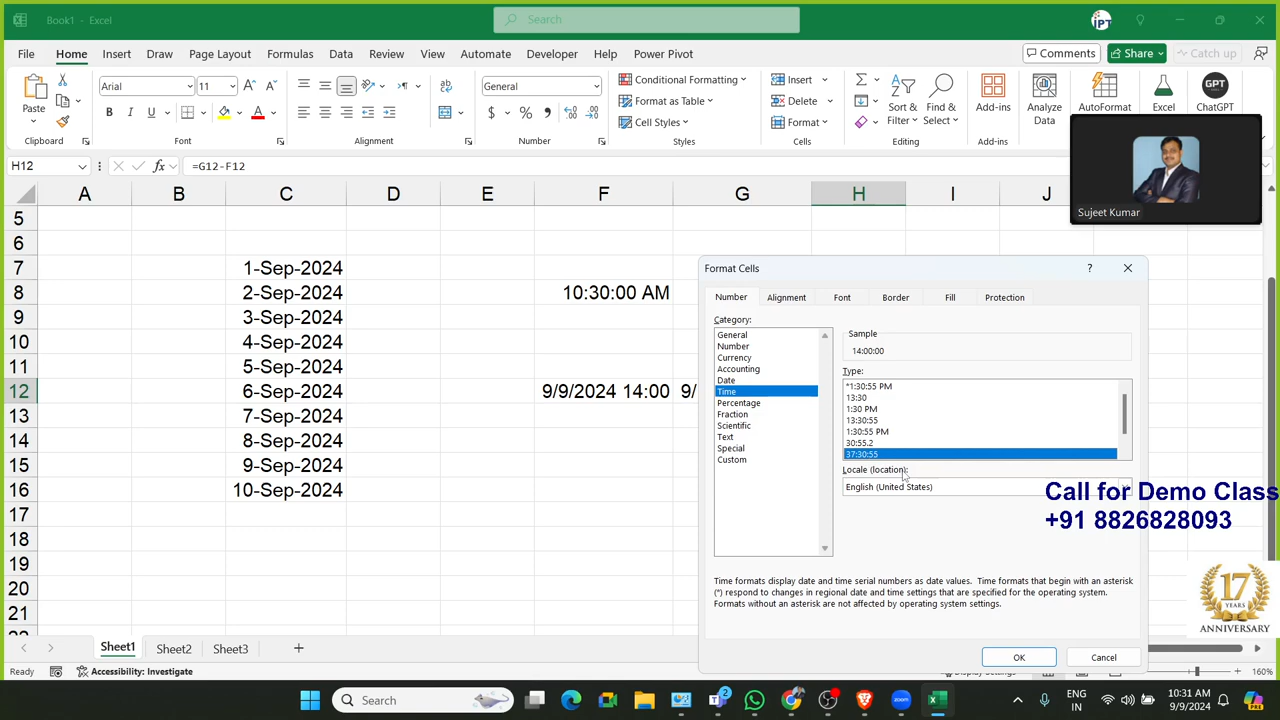 Book1 - Excel
Search
File Home Insert Draw Page Layout Formulas Data Review View Automate Developer Help Power Pivot
Comments Share Catch up
Paste
Clipboard
Arial 11
B I U
Font
Alignment
General
$ % ,
Number
Conditional Formatting
Format as Table
Cell Styles
Styles
Insert
Delete
Format
Cells
Sort & Filter
Find & Select
Editing
Add-ins
Add-ins
Analyze Data
AutoFormat
Excel
GPT
ChatGPT
IPT
Sujeet Kumar
H12 fx =G12-F12
A B C D E F G H I J
5
6
7 1-Sep-2024
8 2-Sep-2024 10:30:00 AM
9 3-Sep-2024
10 4-Sep-2024
11 5-Sep-2024
12 6-Sep-2024 9/9/2024 14:00 9/
13 7-Sep-2024
14 8-Sep-2024
15 9-Sep-2024
16 10-Sep-2024
17
18
19
20
21
Format Cells ?
Number Alignment Font Border Fill Protection
Category:
General
Number
Currency
Accounting
Date
Time
Percentage
Fraction
Scientific
Text
Special
Custom
Sample
14:00:00
Type:
*1:30:55 PM
13:30
1:30 PM
13:30:55
1:30:55 PM
30:55.2
37:30:55
Locale (location):
English (United States)
Time formats display date and time serial numbers as date values. Time formats that begin with an asterisk
(*) respond to changes in regional date and time settings that are specified for the operating system.
Formats without an asterisk are not affected by operating system settings.
OK Cancel
Call for Demo Class
+91 8826828093
17
YEARS
ANNIVERSARY
Sheet1 Sheet2 Sheet3
Ready Accessibility: Investigate 160%
Search
2
ENG
IN
10:31 AM
9/9/2024